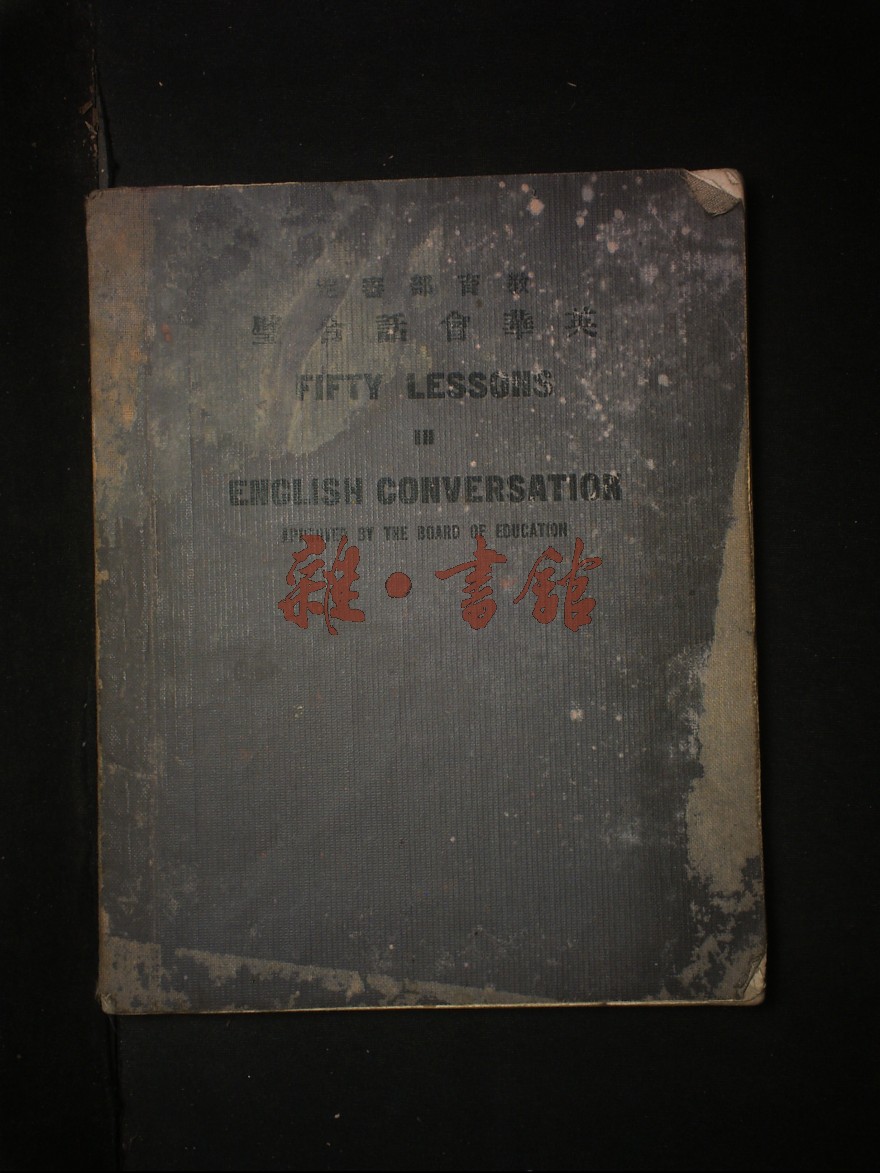 教育部審定
英華會話合璧
FIFTY LESSONS
IN
ENGLISH CONVERSATION
APPROVED BY THE BOARD OF EDUCATION
雜·書館